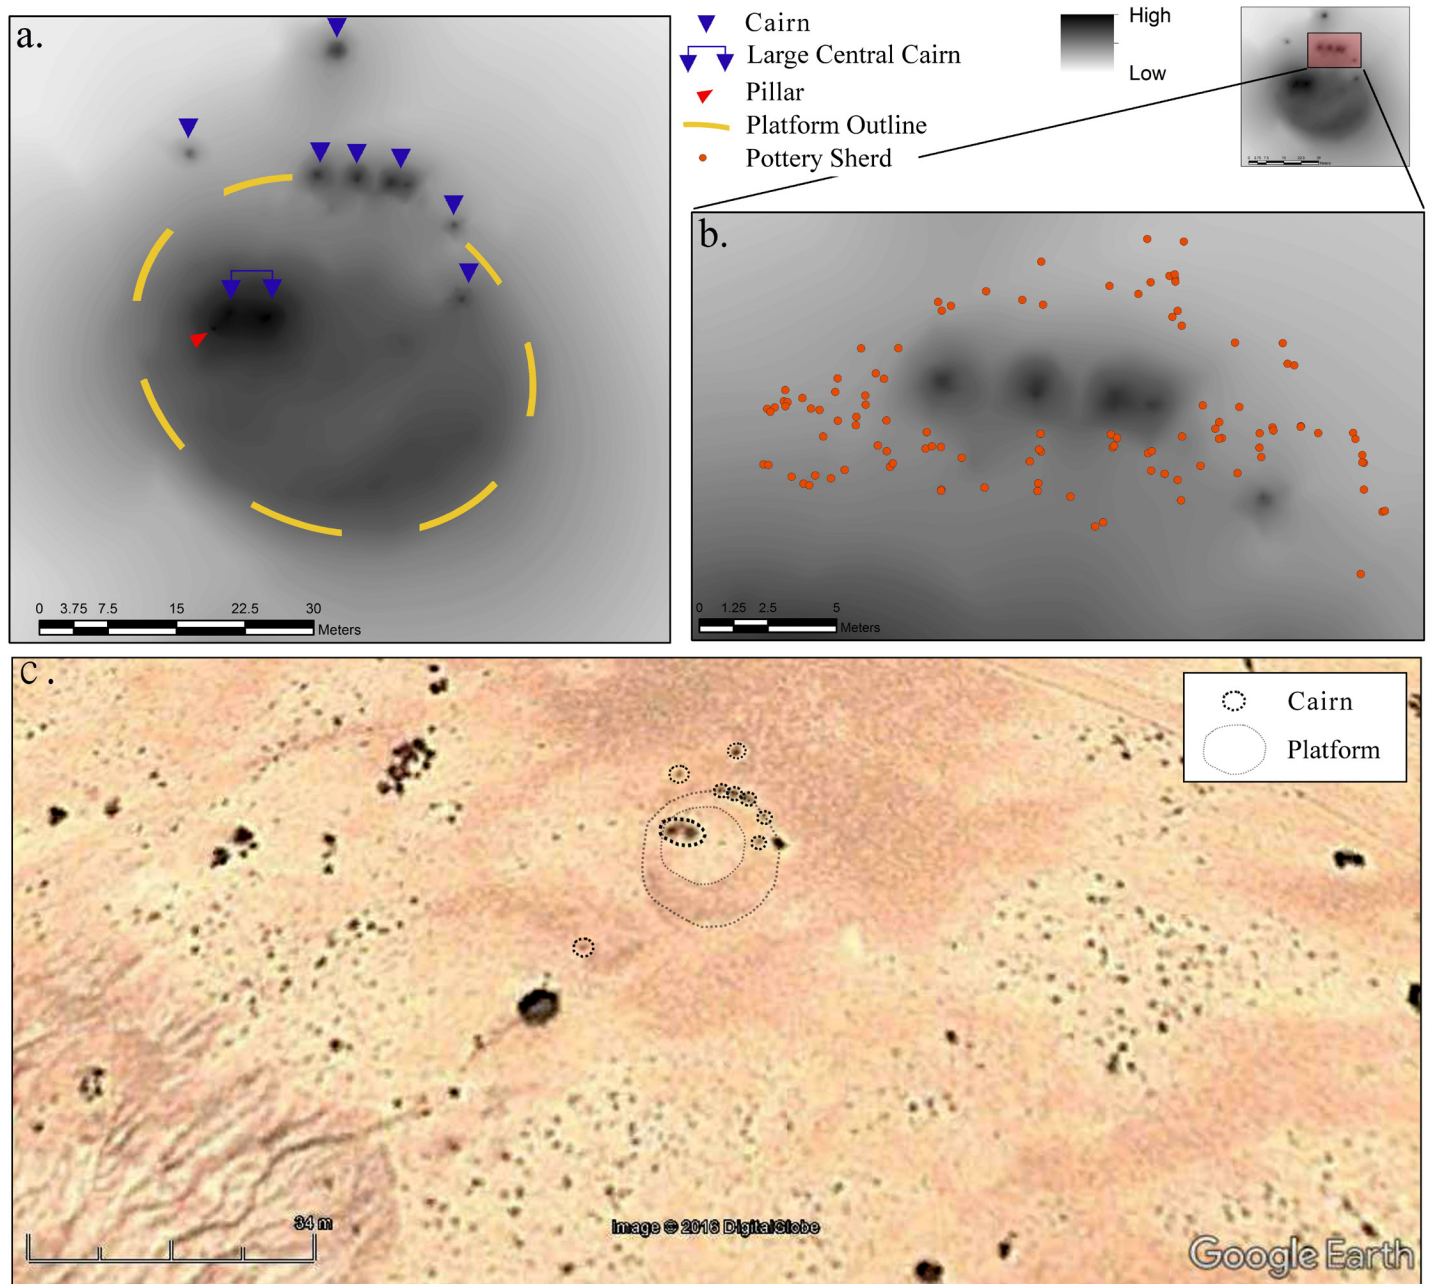 a.
Cairn
Large Central Cairn
Pillar
Platform Outline
Pottery Sherd
High
Low
0 3.75 7.5 15 22.5 30
Meters
b.
0 1.25 2.5 5
Meters
c.
Cairn
Platform
34 m
Image © 2016 DigitalGlobe
Google Earth